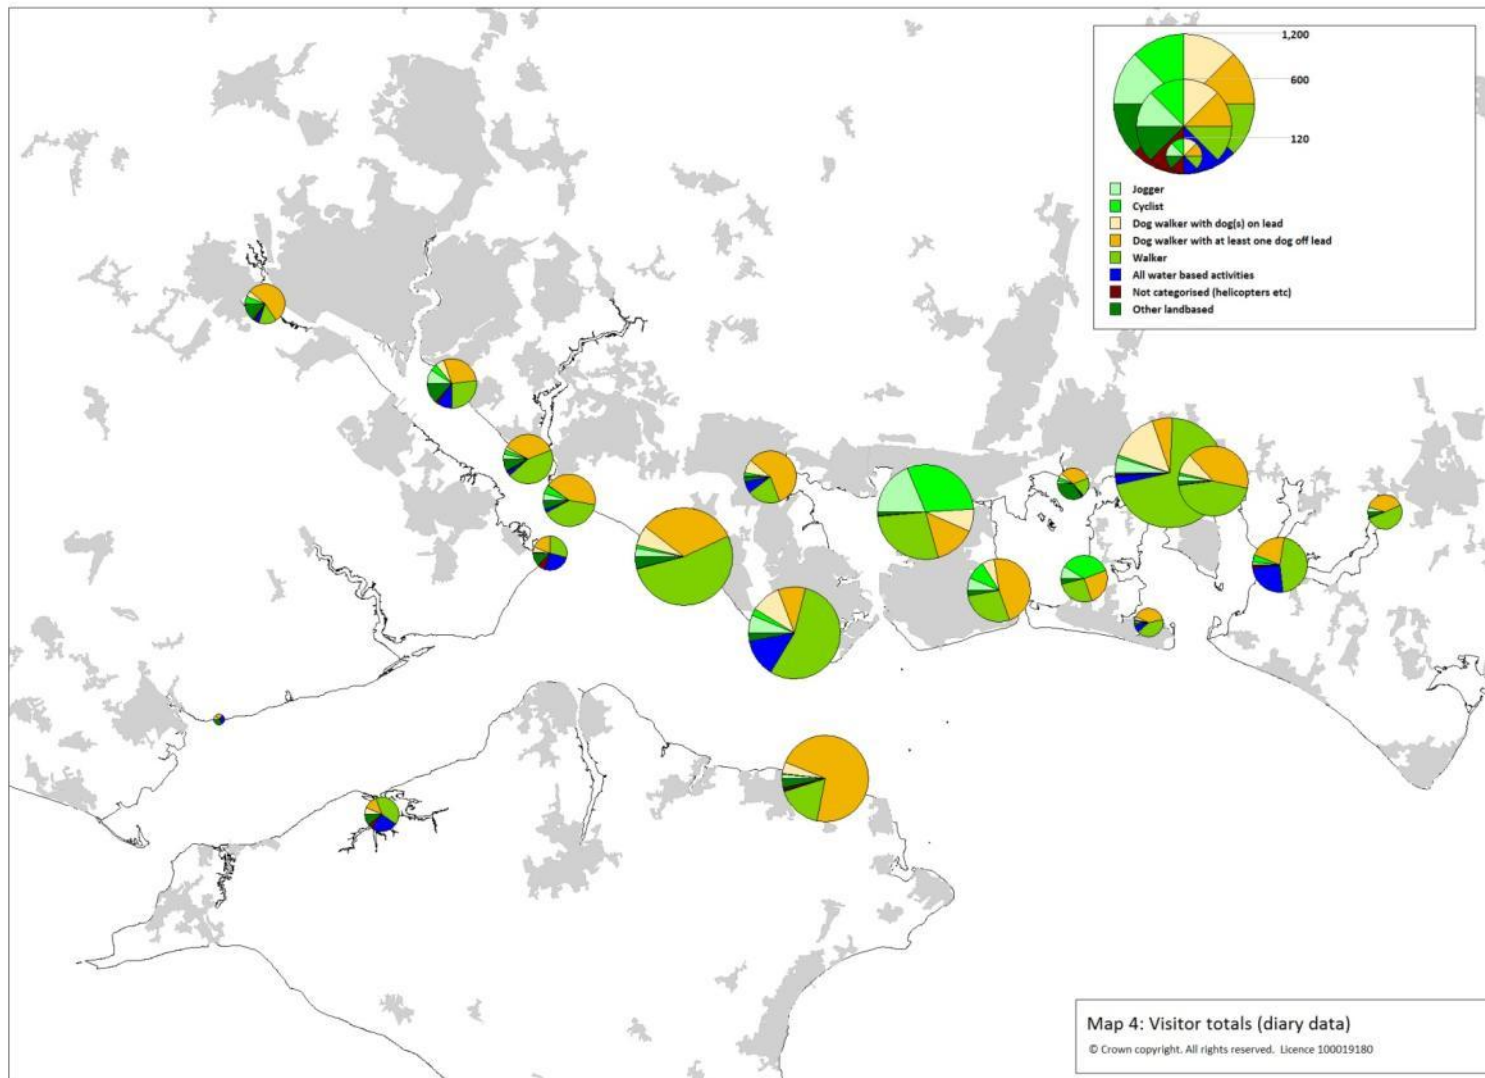 1,200
600
120
Jogger
Cyclist
Dog walker with dog(s) on lead
Dog walker with at least one dog off lead
Walker
All water based activities
Not categorised (helicopters etc)
Other landbased
Map 4: Visitor totals (diary data)
© Crown copyright. All rights reserved. Licence 100019180